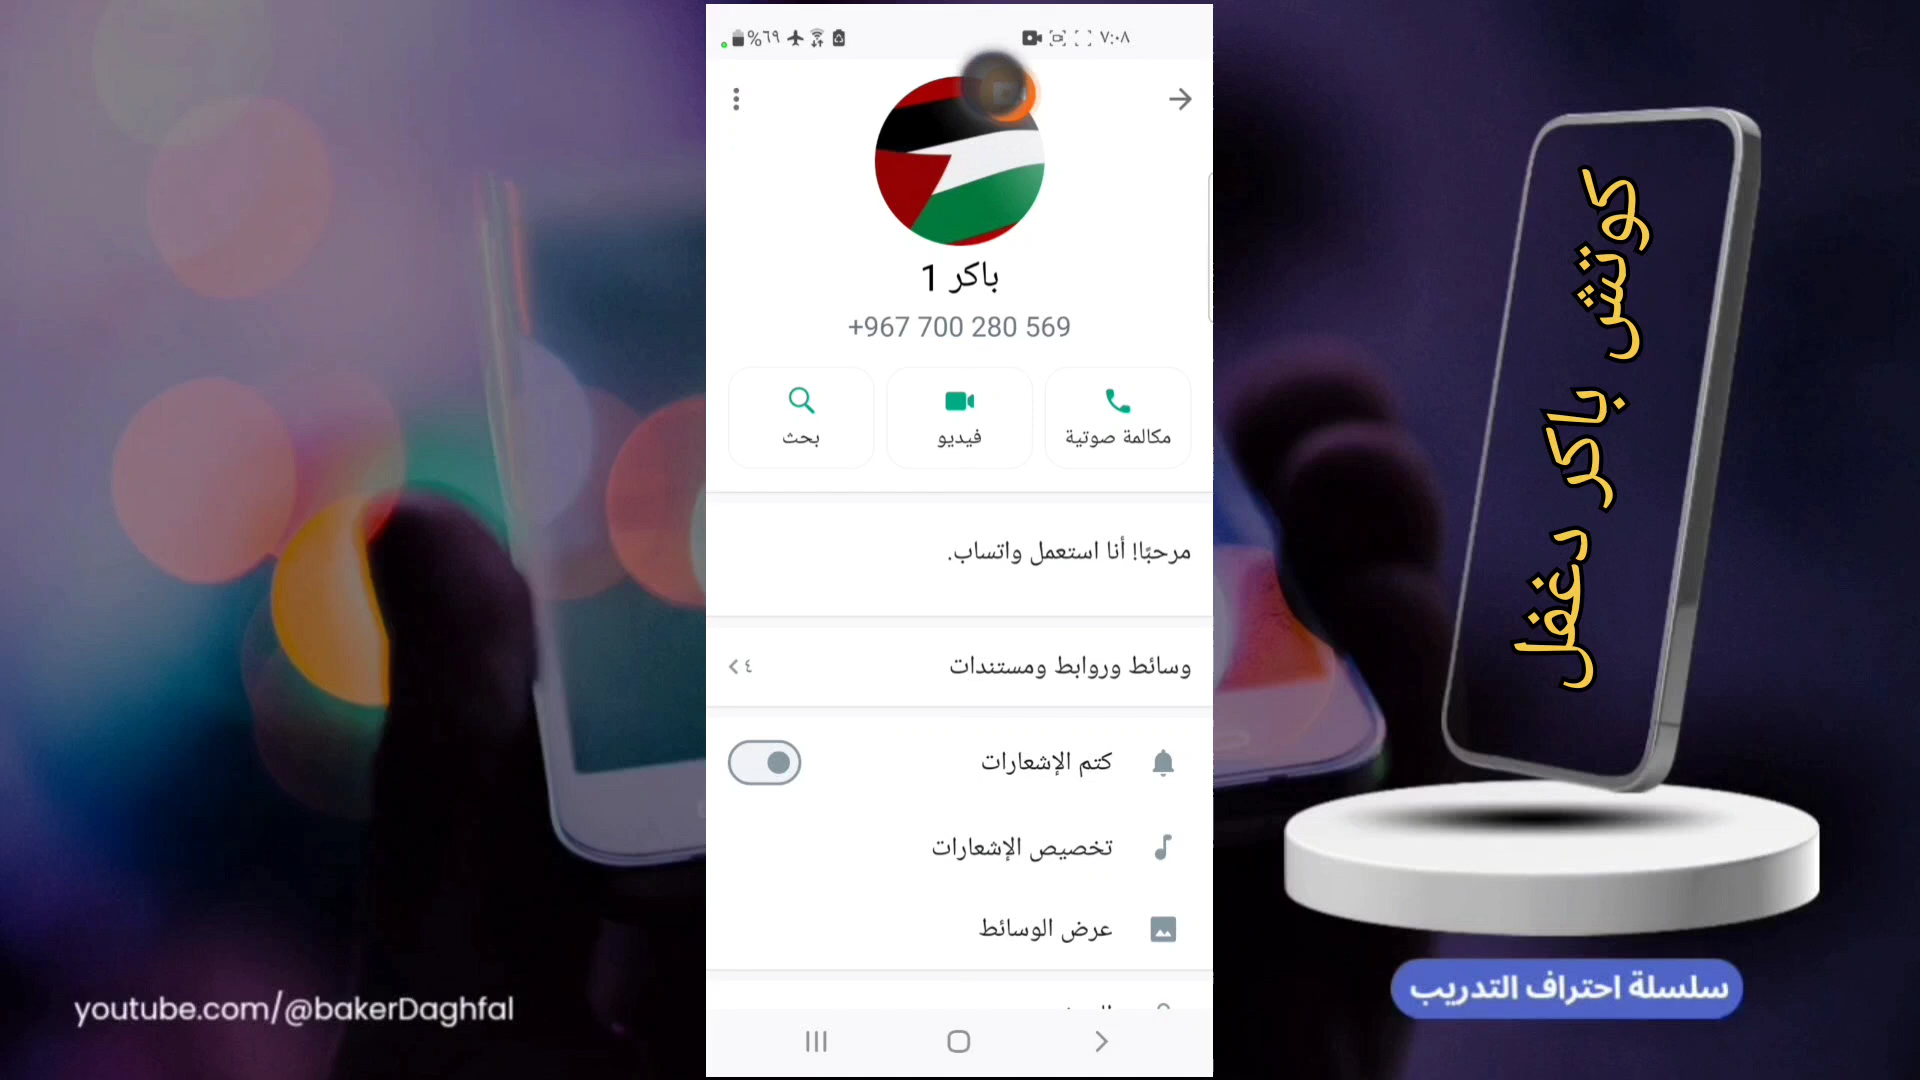 ٧:٠٨
%٦٩
باكر 1
+967 700 280 569
مكالمة صوتية
فيديو
بحث
مرحبًا! أنا استعمل واتساب.
وسائط وروابط ومستندات
٤
كتم الإشعارات
تخصيص الإشعارات
عرض الوسائط
كوتش باكر دغفل
سلسلة احتراف التدريب
youtube.com/@bakerDaghfal